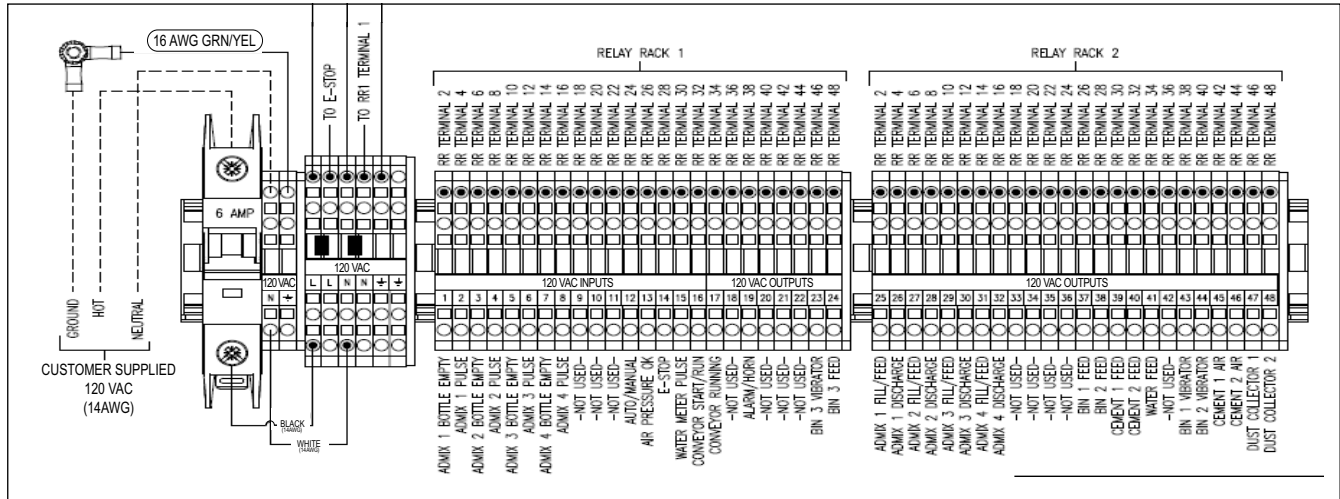 16 AWG GRN/YEL
TO E-STOP
TO RR1 TERMINAL 1
RELAY RACK 1
RELAY RACK 2
RR TERMINAL 2
RR TERMINAL 4
RR TERMINAL 6
RR TERMINAL 8
RR TERMINAL 10
RR TERMINAL 12
RR TERMINAL 14
RR TERMINAL 16
RR TERMINAL 18
RR TERMINAL 20
RR TERMINAL 22
RR TERMINAL 24
RR TERMINAL 26
RR TERMINAL 28
RR TERMINAL 30
RR TERMINAL 32
RR TERMINAL 34
RR TERMINAL 36
RR TERMINAL 38
RR TERMINAL 40
RR TERMINAL 42
RR TERMINAL 44
RR TERMINAL 46
RR TERMINAL 48
RR TERMINAL 2
RR TERMINAL 4
RR TERMINAL 6
RR TERMINAL 8
RR TERMINAL 10
RR TERMINAL 12
RR TERMINAL 14
RR TERMINAL 16
RR TERMINAL 18
RR TERMINAL 20
RR TERMINAL 22
RR TERMINAL 24
RR TERMINAL 26
RR TERMINAL 28
RR TERMINAL 30
RR TERMINAL 32
RR TERMINAL 34
RR TERMINAL 36
RR TERMINAL 38
RR TERMINAL 40
RR TERMINAL 42
RR TERMINAL 44
RR TERMINAL 46
RR TERMINAL 48
6 AMP
120 VAC
N
120 VAC
L L N N
120 VAC INPUTS
120 VAC OUTPUTS
1 2 3 4 5 6 7 8 9 10 11 12 13 14 15 16 17 18 19 20 21 22 23 24
120 VAC OUTPUTS
25 26 27 28 29 30 31 32 33 34 35 36 37 38 39 40 41 42 43 44 45 46 47 48
GROUND
HOT
NEUTRAL
CUSTOMER SUPPLIED
120 VAC
(14AWG)
BLACK
(14AWG)
WHITE
(14AWG)
ADMIX 1 BOTTLE EMPTY
ADMIX 1 PULSE
ADMIX 2 BOTTLE EMPTY
ADMIX 2 PULSE
ADMIX 3 BOTTLE EMPTY
ADMIX 3 PULSE
ADMIX 4 BOTTLE EMPTY
ADMIX 4 PULSE
-NOT USED-
-NOT USED-
-NOT USED-
AUTO/MANUAL
AIR PRESSURE OK
E-STOP
WATER METER PULSE
CONVEYOR START/RUN
CONVEYOR RUNNING
-NOT USED-
ALARM/HORN
-NOT USED-
-NOT USED-
-NOT USED-
BIN 3 VIBRATOR
BIN 3 FEED
ADMIX 1 FILL/FEED
ADMIX 1 DISCHARGE
ADMIX 2 FILL/FEED
ADMIX 2 DISCHARGE
ADMIX 3 FILL/FEED
ADMIX 3 DISCHARGE
ADMIX 4 FILL/FEED
ADMIX 4 DISCHARGE
-NOT USED-
-NOT USED-
-NOT USED-
-NOT USED-
BIN 1 FEED
BIN 2 FEED
CEMENT 1 FEED
CEMENT 2 FEED
WATER FEED
-NOT USED-
BIN 1 VIBRATOR
BIN 2 VIBRATOR
CEMENT 1 AIR
CEMENT 2 AIR
DUST COLLECTOR 1
DUST COLLECTOR 2